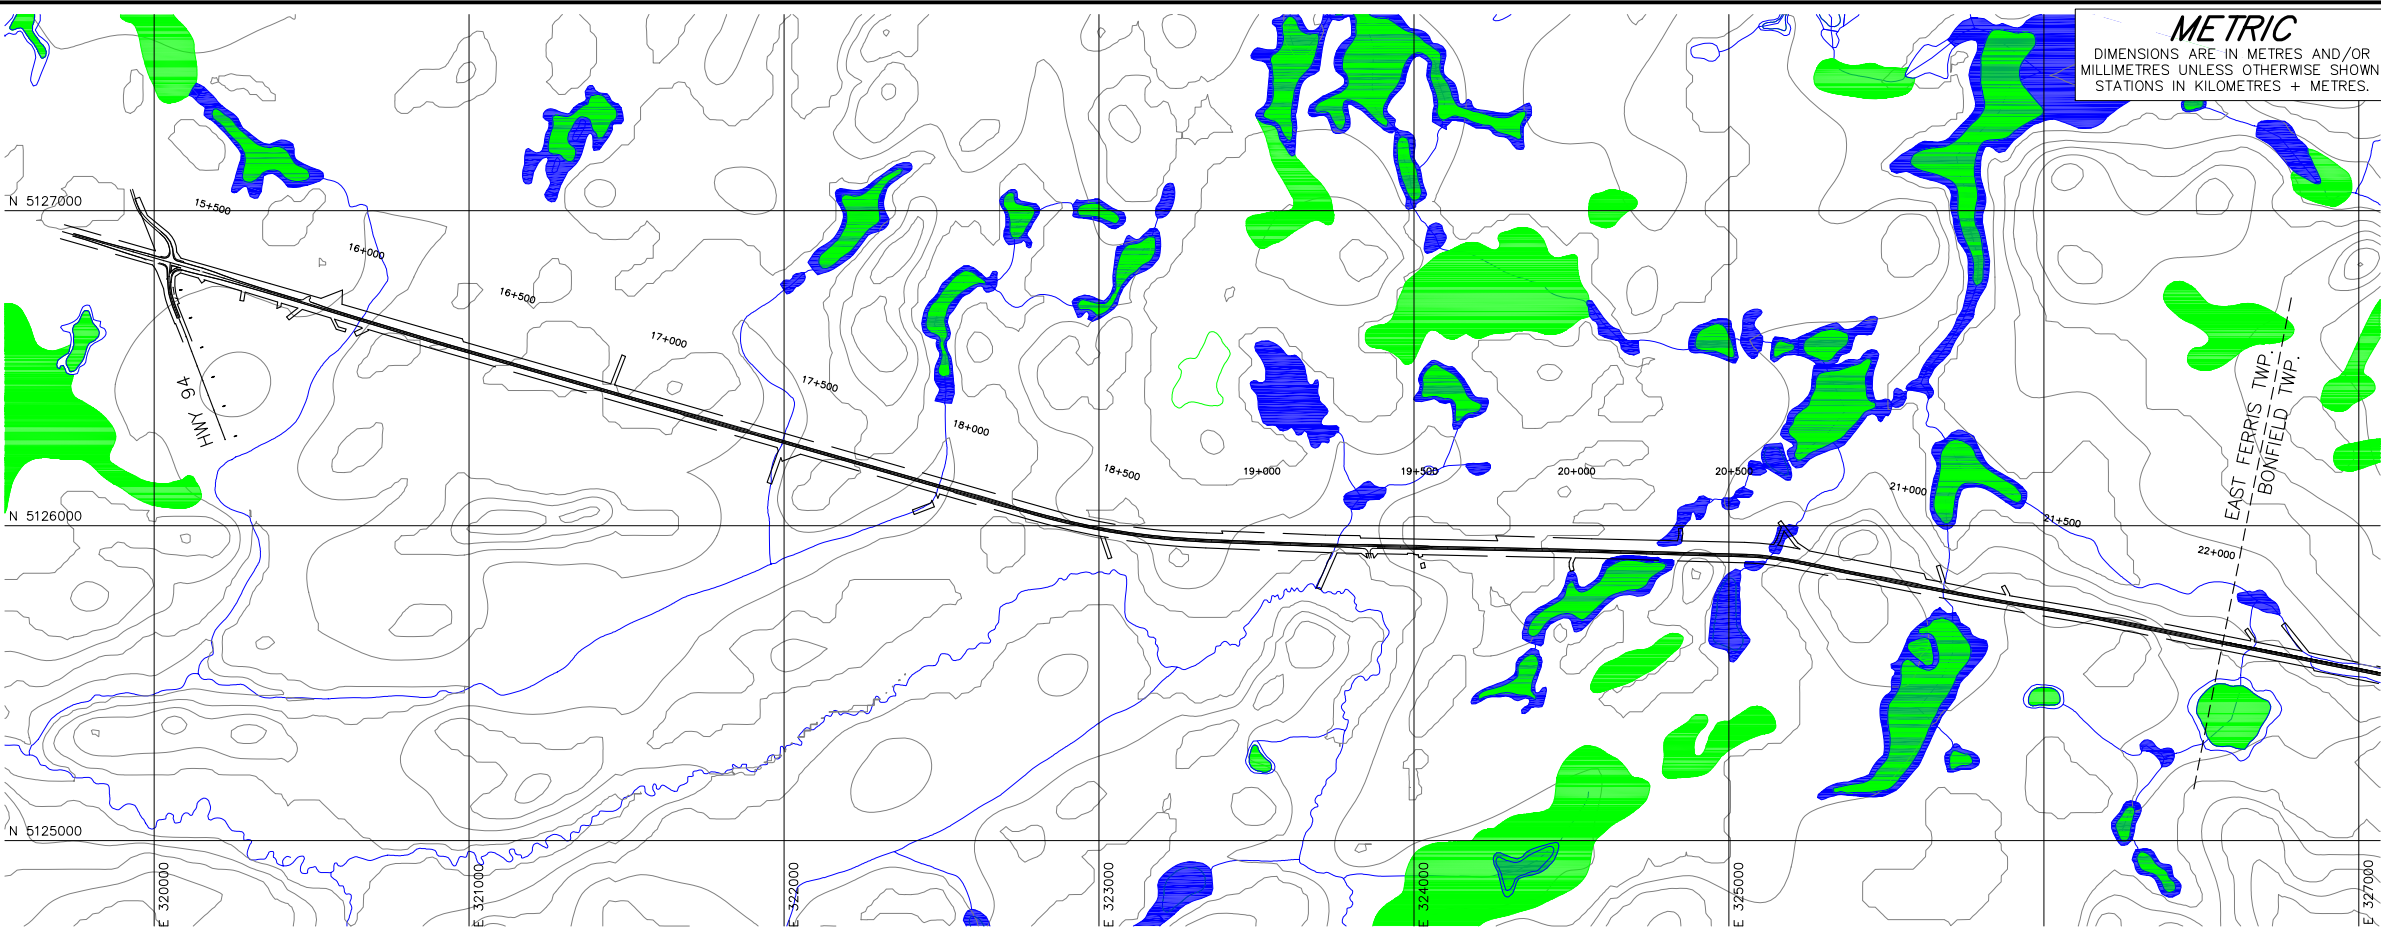 METRIC
DIMENSIONS ARE IN METRES AND/OR
MILLIMETRES UNLESS OTHERWISE SHOWN
STATIONS IN KILOMETRES + METRES.
N 5127000
15+500
16+000
16+500
17+000
17+500
18+000
18+500
19+000
19+500
20+000
20+500
21+000
21+500
22+000
HWY 94
EAST FERRIS TWP.
BONFIELD TWP.
N 5126000
N 5125000
E 320000
E 321000
E 322000
E 323000
E 324000
E 325000
E 327000